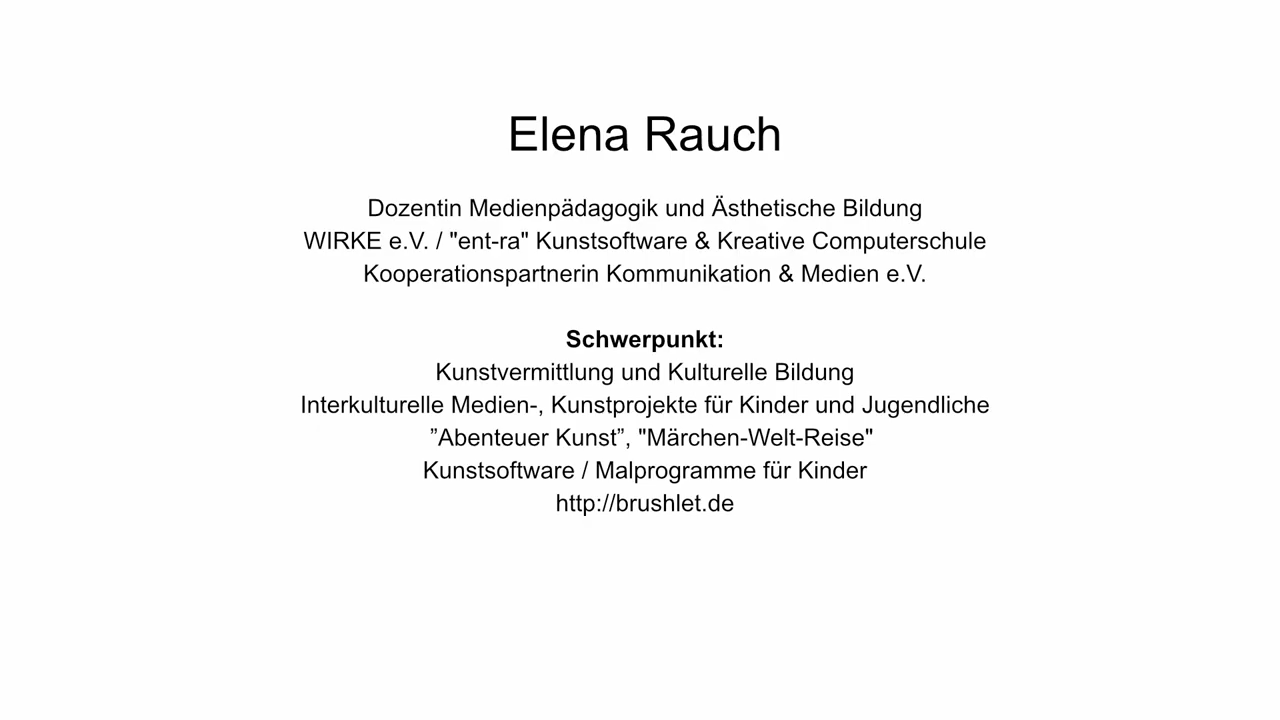 Elena Rauch
Dozentin Medienpädagogik und Ästhetische Bildung
WIRKE e.V. / "ent-ra" Kunstsoftware & Kreative Computerschule
Kooperationspartnerin Kommunikation & Medien e.V.
Schwerpunkt:
Kunstvermittlung und Kulturelle Bildung
Interkulturelle Medien-, Kunstprojekte für Kinder und Jugendliche
”Abenteuer Kunst”, "Märchen-Welt-Reise"
Kunstsoftware / Malprogramme für Kinder
http://brushlet.de